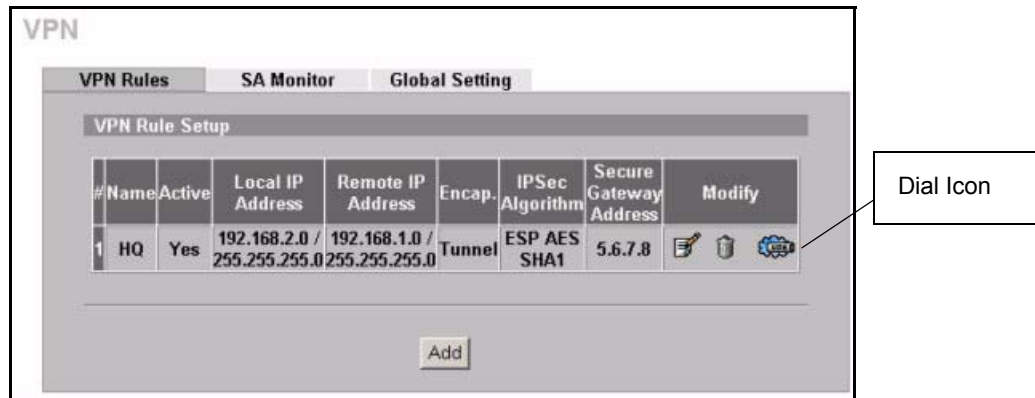 VPN
VPN Rules SA Monitor Global Setting
VPN Rule Setup
# Name Active Local IP Address Remote IP Address Encap. IPSec Algorithm Secure Gateway Address Modify
1 HQ Yes 192.168.2.0 / 255.255.255.0 192.168.1.0 / 255.255.255.0 Tunnel ESP AES SHA1 5.6.7.8
Add
Dial Icon